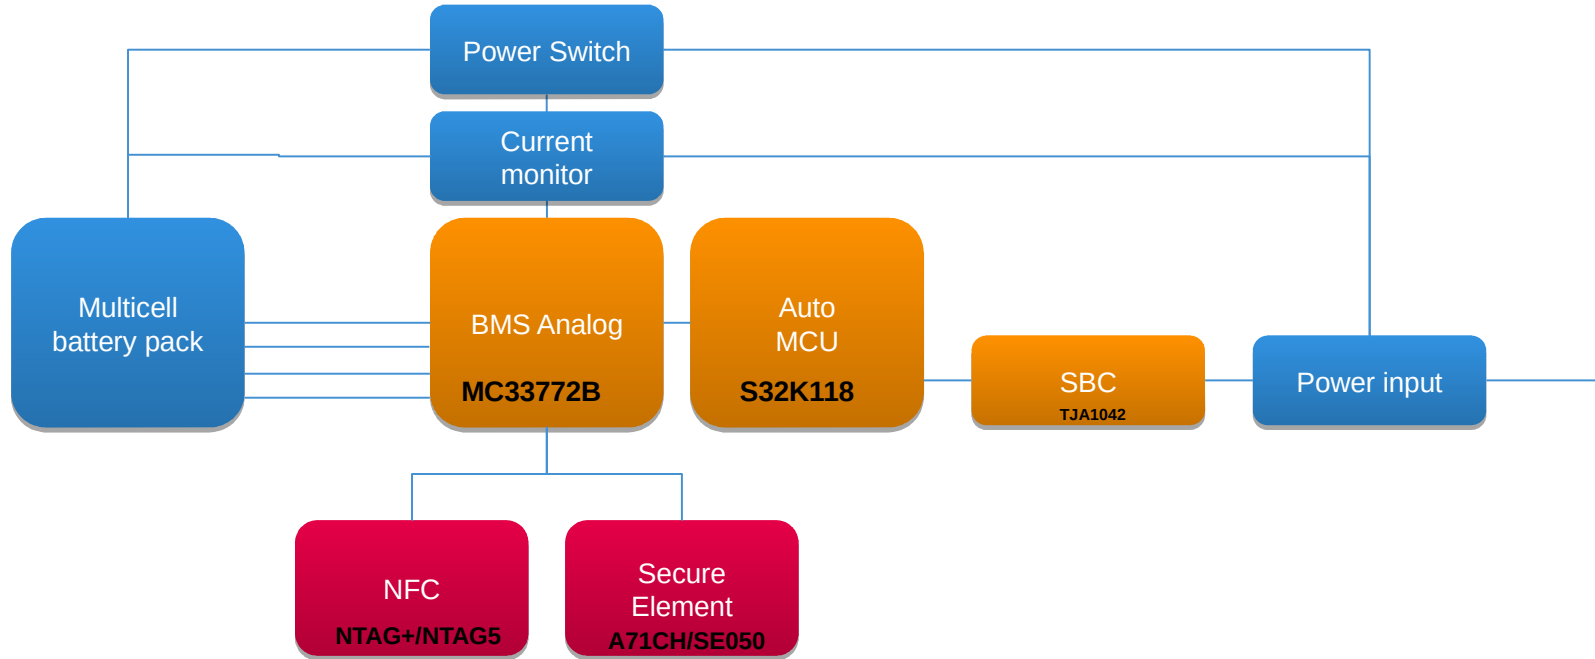 Power Switch
Current
monitor
Multicell
battery pack
BMS Analog
MC33772B
Auto
MCU
S32K118
SBC
TJA1042
Power input
NFC
NTAG+/NTAG5
Secure
Element
A71CH/SE050